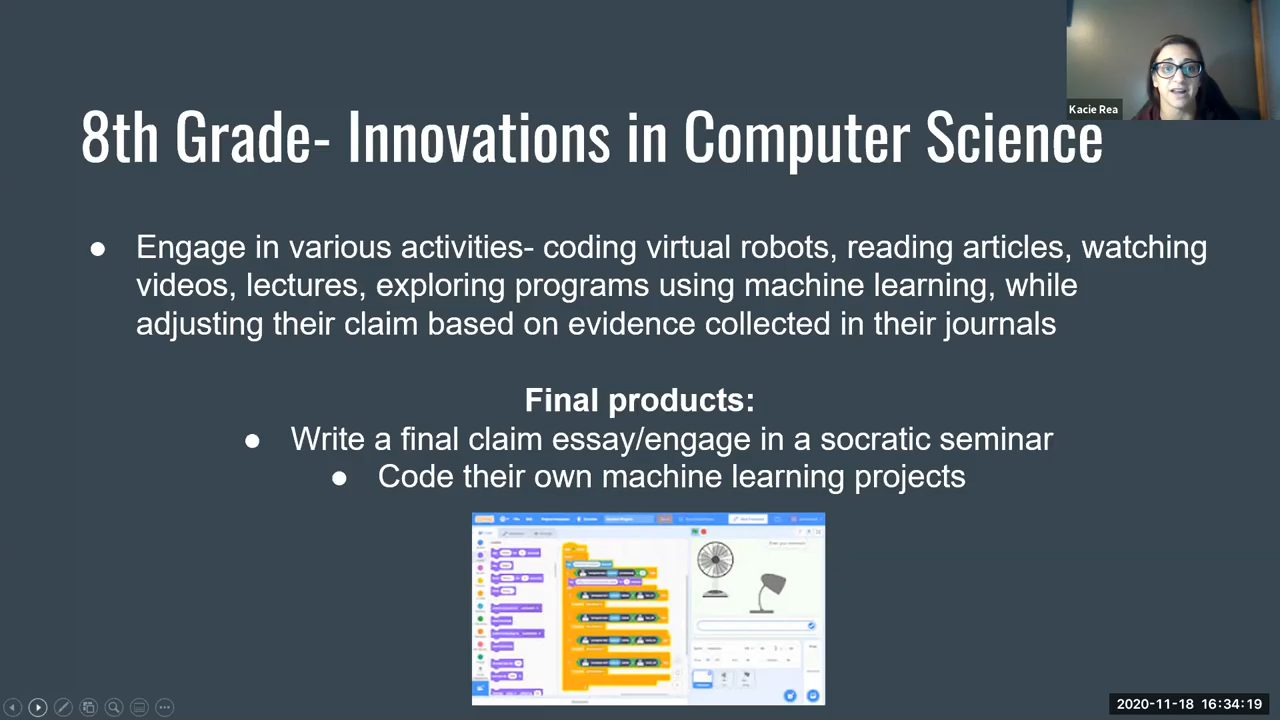 Kacie Rea
8th Grade- Innovations in Computer Science
● Engage in various activities- coding virtual robots, reading articles, watching
videos, lectures, exploring programs using machine learning, while
adjusting their claim based on evidence collected in their journals
Final products:
● Write a final claim essay/engage in a socratic seminar
● Code their own machine learning projects
2020-11-18 16:34:19